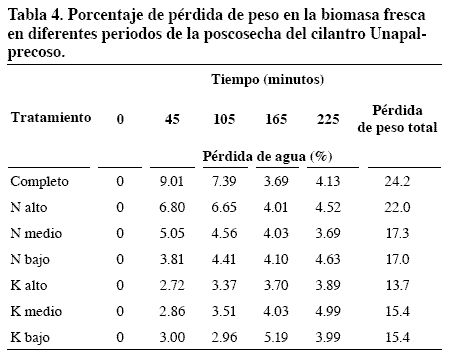 Tabla 4. Porcentaje de pérdida de peso en la biomasa fresca
en diferentes periodos de la poscosecha del cilantro Unapal-
precoso.
Tiempo (minutos)
Tratamiento 0 45 105 165 225 Pérdida de peso total
Pérdida de agua (%)
Completo 0 9.01 7.39 3.69 4.13 24.2
N alto 0 6.80 6.65 4.01 4.52 22.0
N medio 0 5.05 4.56 4.03 3.69 17.3
N bajo 0 3.81 4.41 4.10 4.63 17.0
K alto 0 2.72 3.37 3.70 3.89 13.7
K medio 0 2.86 3.51 4.03 4.99 15.4
K bajo 0 3.00 2.96 5.19 3.99 15.4